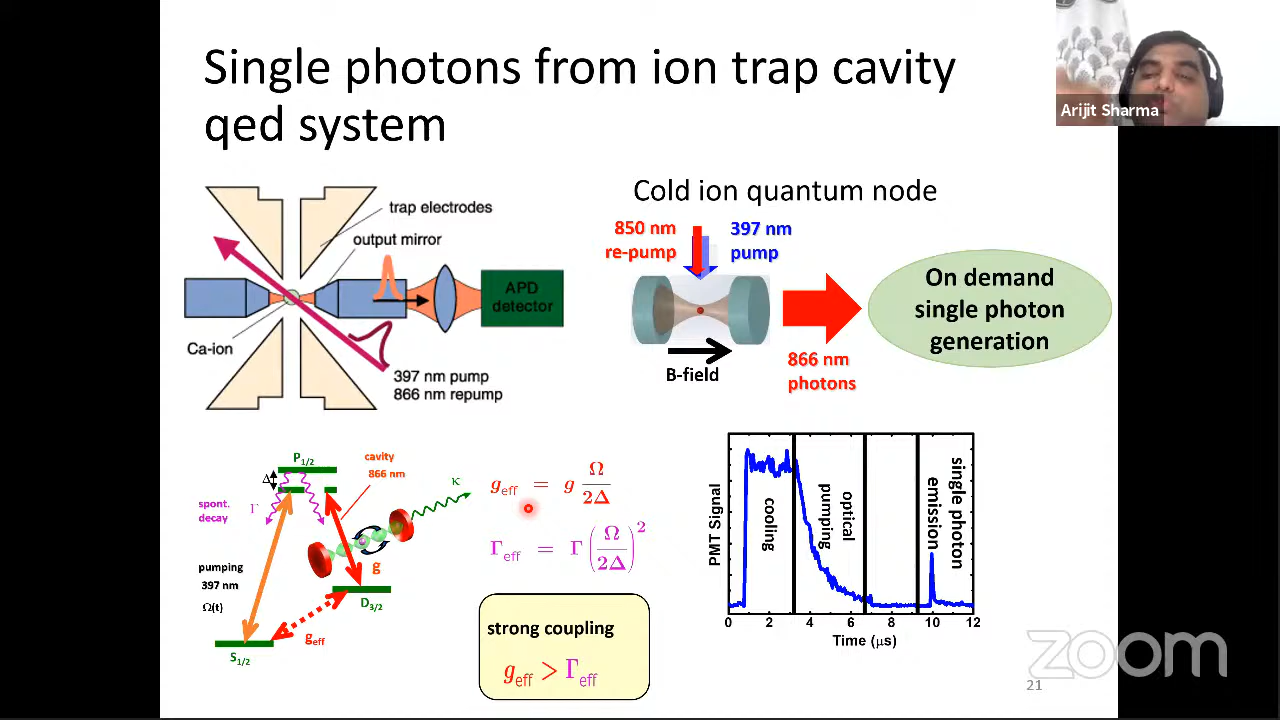 Single photons from ion trap cavity
qed system
Arijit Sharma
trap electrodes
output mirror
APD
detector
Ca-ion
397 nm pump
866 nm repump
Cold ion quantum node
850 nm
re-pump
397 nm
pump
B-field
866 nm
photons
On demand
single photon
generation
P1/2
Δ
cavity
866 nm
κ
spont.
decay
Γ
pumping
397 nm
Ω(t)
g
D3/2
geff
S1/2
geff = g Ω/2Δ
Γeff = Γ(Ω/2Δ)²
strong coupling
geff > Γeff
PMT Signal
cooling
optical
pumping
single photon
emission
0 2 4 6 8 10 12
Time (μs)
zoom
21